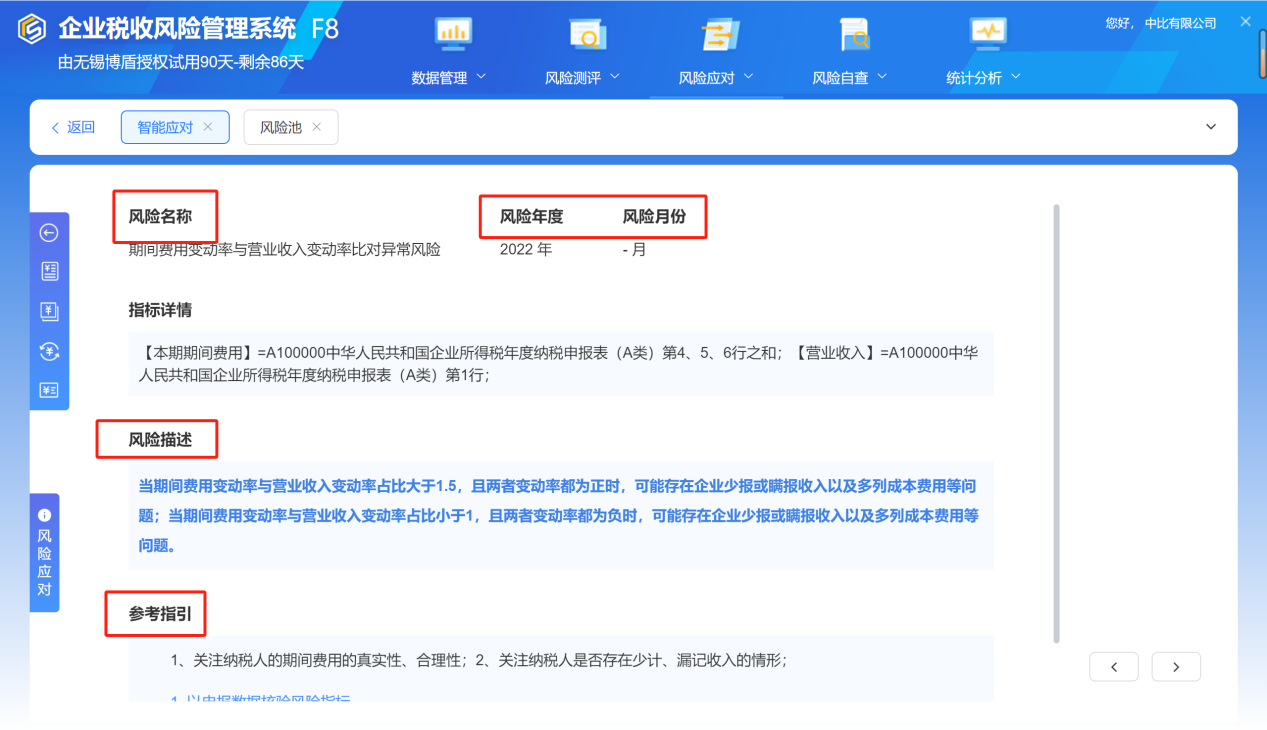 企业税收风险管理系统 F8
由无锡博盾授权试用90天-剩余86天
数据管理
风险测评
风险应对
风险自查
统计分析
您好，中比有限公司
返回
智能应对
风险池
风险名称
风险年度
风险月份
期间费用变动率与营业收入变动率比对异常风险
2022 年
- 月
指标详情
【本期期间费用】=A100000中华人民共和国企业所得税年度纳税申报表（A类）第4、5、6行之和；【营业收入】=A100000中华
人民共和国企业所得税年度纳税申报表（A类）第1行；
风险描述
当期间费用变动率与营业收入变动率占比大于1.5，且两者变动率都为正时，可能存在企业少报或瞒报收入以及多列成本费用等问
题；当期间费用变动率与营业收入变动率占比小于1，且两者变动率都为负时，可能存在企业少报或瞒报收入以及多列成本费用等
问题。
风险应对
参考指引
1、关注纳税人的期间费用的真实性、合理性；2、关注纳税人是否存在少计、漏记收入的情形；
1、以申报数据核验风险指标